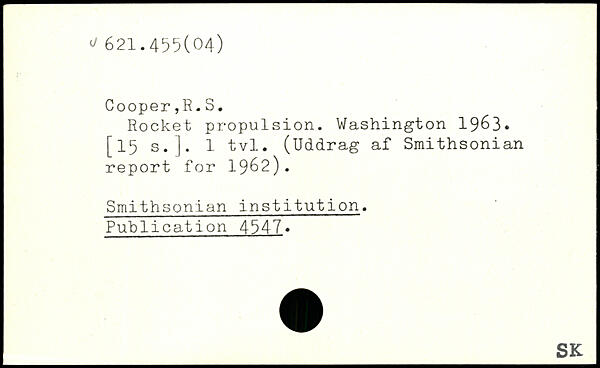 621.455(04)
Cooper,R.S.
Rocket propulsion. Washington 1963.
[15 s.]. 1 tvl. (Uddrag af Smithsonian
report for 1962).
Smithsonian institution.
Publication 4547.
SK